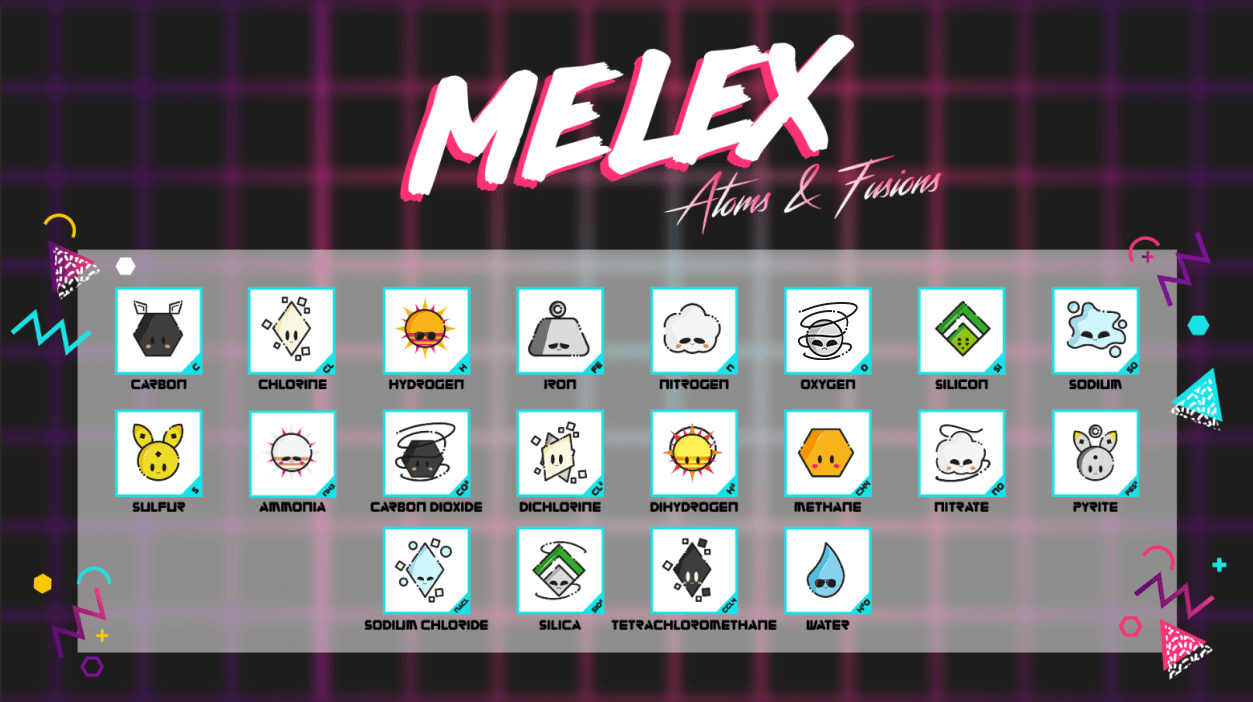 MELEX
Atoms & Fusions
C CL H FE N O SI SO
CARBON CHLORINE HYDROGEN IRON NITROGEN OXYGEN SILICON SODIUM
S NH3 CO² CL² H² CH4 NO FES²
SULFUR AMMONIA CARBON DIOXIDE DICHLORINE DIHYDROGEN METHANE NITRATE PYRITE
NACL SIO² CCL4 H²O
SODIUM CHLORIDE SILICA TETRACHLOROMETHANE WATER